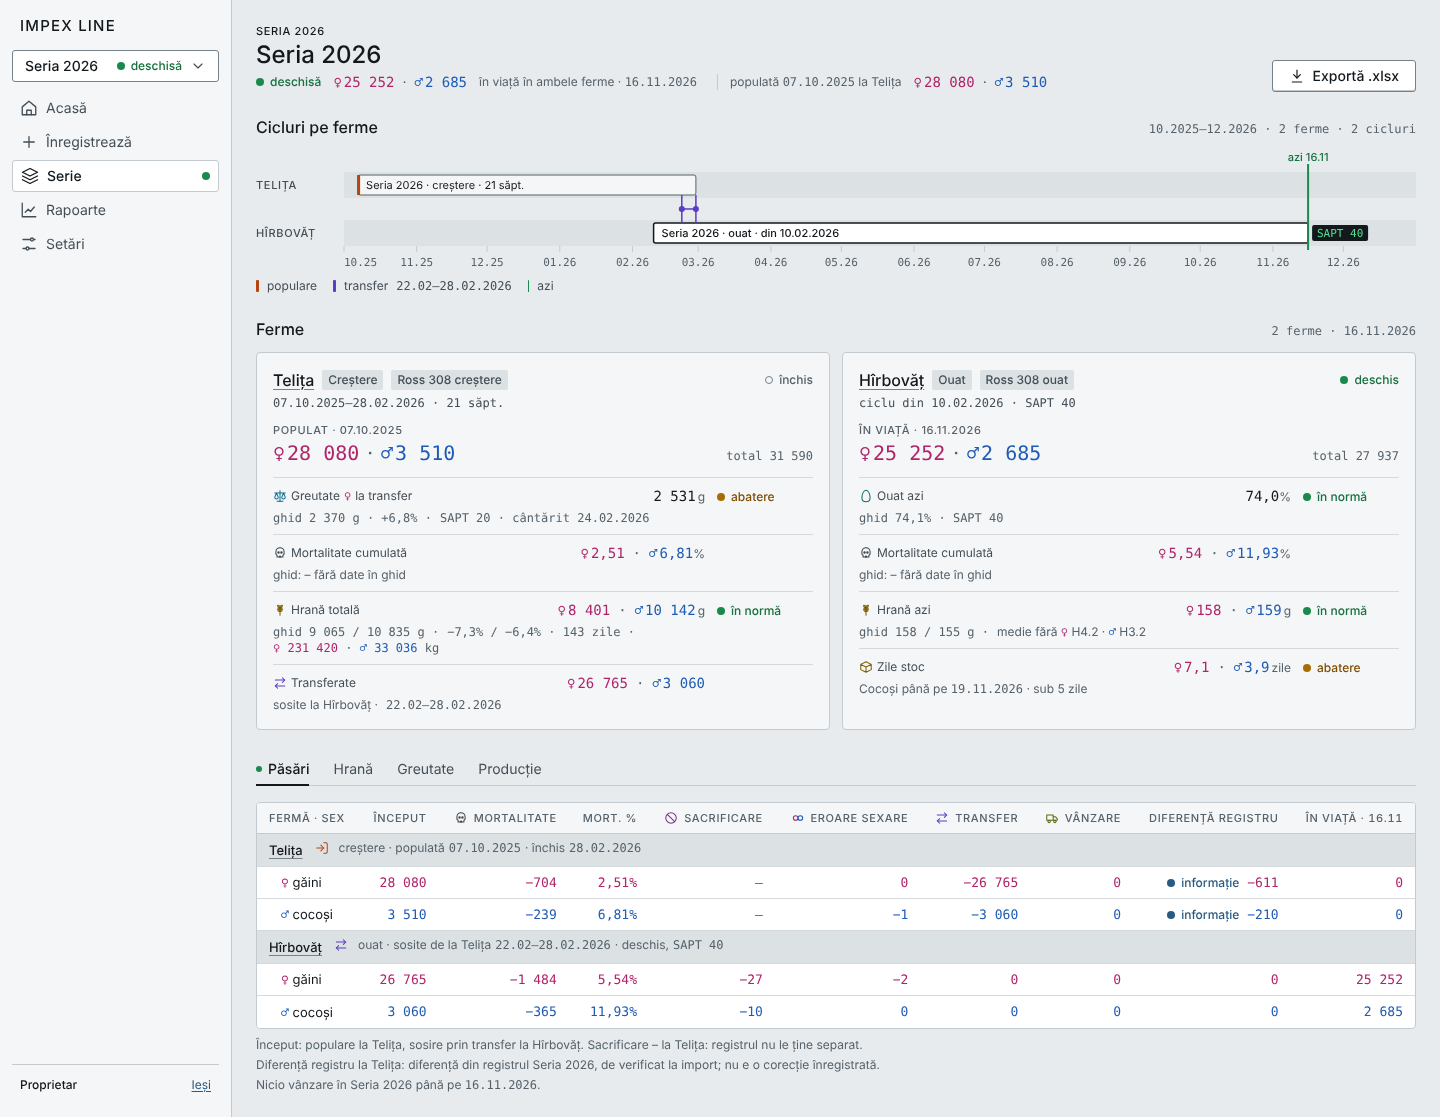 IMPEX LINE
Seria 2026 deschisă
Acasă
Înregistrează
Serie
Rapoarte
Setări
Proprietar Ieși
SERIA 2026
Seria 2026
deschisă ♀25 252 · ♂2 685 în viață în ambele ferme · 16.11.2026 populată 07.10.2025 la Telița ♀28 080 · ♂3 510
Exportă .xlsx
Cicluri pe ferme 10.2025–12.2026 · 2 ferme · 2 cicluri
azi 16.11
TELIȚA Seria 2026 · creștere · 21 săpt.
HÎRBOVĂȚ Seria 2026 · ouat · din 10.02.2026 SAPT 40
10.25 11.25 12.25 01.26 02.26 03.26 04.26 05.26 06.26 07.26 08.26 09.26 10.26 11.26 12.26
populare transfer 22.02–28.02.2026 azi
Ferme 2 ferme · 16.11.2026
Telița Creștere Ross 308 creștere închis
07.10.2025–28.02.2026 · 21 săpt.
POPULAT · 07.10.2025
♀28 080 · ♂3 510 total 31 590
Greutate ♀ la transfer 2 531 g abatere
ghid 2 370 g · +6,8% · SAPT 20 · cântărit 24.02.2026
Mortalitate cumulată ♀2,51 · ♂6,81%
ghid: – fără date în ghid
Hrană totală ♀8 401 · ♂10 142 g în normă
ghid 9 065 / 10 835 g · −7,3% / −6,4% · 143 zile ·
♀ 231 420 · ♂ 33 036 kg
Transferate ♀26 765 · ♂3 060
sosite la Hîrbovăț · 22.02–28.02.2026
Hîrbovăț Ouat Ross 308 ouat deschis
ciclu din 10.02.2026 · SAPT 40
ÎN VIAȚĂ · 16.11.2026
♀25 252 · ♂2 685 total 27 937
Ouat azi 74,0% în normă
ghid 74,1% · SAPT 40
Mortalitate cumulată ♀5,54 · ♂11,93%
ghid: – fără date în ghid
Hrană azi ♀158 · ♂159 g în normă
ghid 158 / 155 g · medie fără ♀ H4.2 · ♂ H3.2
Zile stoc ♀7,1 · ♂3,9 zile abatere
Cocoși până pe 19.11.2026 · sub 5 zile
Păsări Hrană Greutate Producție
FERMĂ · SEX ÎNCEPUT MORTALITATE MORT. % SACRIFICARE EROARE SEXARE TRANSFER VÂNZARE DIFERENȚĂ REGISTRU ÎN VIAȚĂ · 16.11
Telița creștere · populată 07.10.2025 · închis 28.02.2026
♀ găini 28 080 −704 2,51% – 0 −26 765 0 informație −611 0
♂ cocoși 3 510 −239 6,81% – −1 −3 060 0 informație −210 0
Hîrbovăț ouat · sosite de la Telița 22.02–28.02.2026 · deschis, SAPT 40
♀ găini 26 765 −1 484 5,54% −27 −2 0 0 0 25 252
♂ cocoși 3 060 −365 11,93% −10 0 0 0 0 2 685
Început: populare la Telița, sosire prin transfer la Hîrbovăț. Sacrificare – la Telița: registrul nu le ține separat.
Diferență registru la Telița: diferență din registrul Seria 2026, de verificat la import; nu e o corecție înregistrată.
Nicio vânzare în Seria 2026 până pe 16.11.2026.